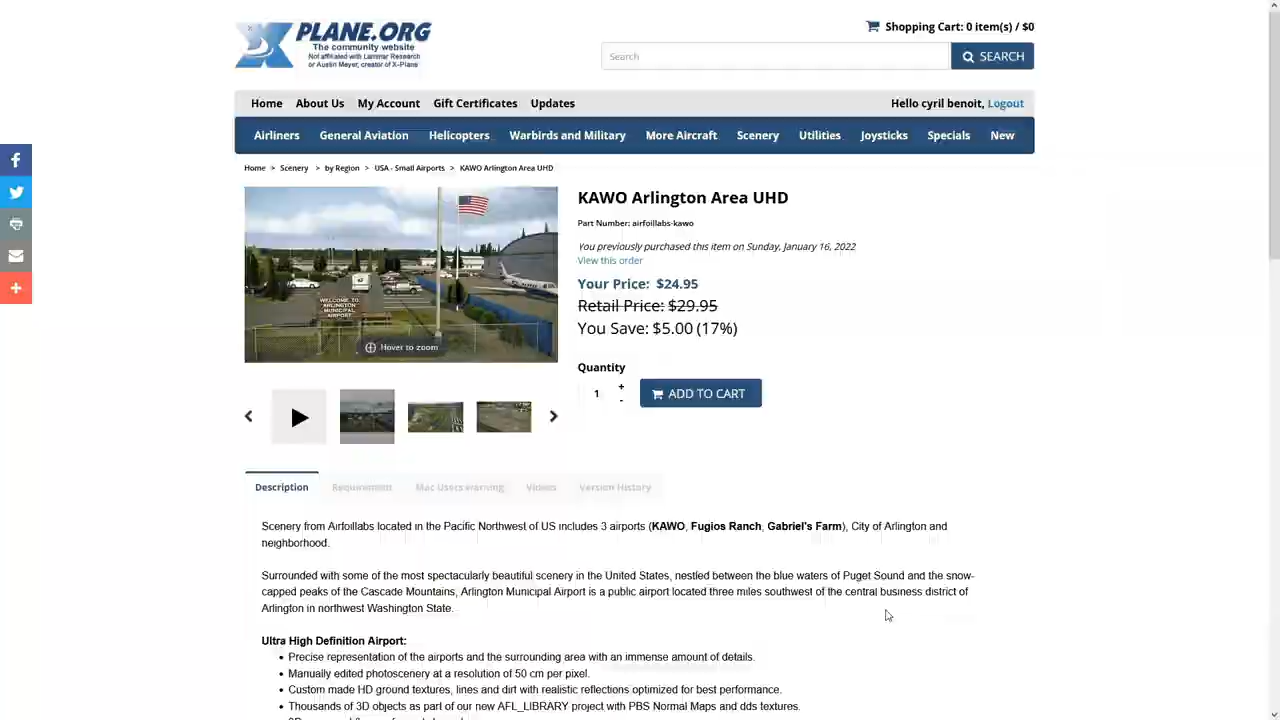 PLANE.ORG
The community website
Not affiliated with Laminar Research
or Austin Meyer, creator of X-Plane
Shopping Cart: 0 item(s) / $0
Search
SEARCH
Home About Us My Account Gift Certificates Updates
Hello cyril benoit, Logout
Airliners General Aviation Helicopters Warbirds and Military More Aircraft Scenery Utilities Joysticks Specials New
Home > Scenery > by Region > USA - Small Airports > KAWO Arlington Area UHD
WELCOME TO
ARLINGTON
MUNICIPAL
AIRPORT
Hover to zoom
KAWO Arlington Area UHD
Part Number: airfoillabs-kawo
You previously purchased this item on Sunday, January 16, 2022
View this order
Your Price: $24.95
Retail Price: $29.95
You Save: $5.00 (17%)
Quantity
1 + -
ADD TO CART
Description Requirement Mac Users warning Videos Version History
Scenery from Airfoillabs located in the Pacific Northwest of US includes 3 airports (KAWO, Fugios Ranch, Gabriel's Farm), City of Arlington and
neighborhood.
Surrounded with some of the most spectacularly beautiful scenery in the United States, nestled between the blue waters of Puget Sound and the snow-
capped peaks of the Cascade Mountains, Arlington Municipal Airport is a public airport located three miles southwest of the central business district of
Arlington in northwest Washington State.
Ultra High Definition Airport:
• Precise representation of the airports and the surrounding area with an immense amount of details.
• Manually edited photoscenery at a resolution of 50 cm per pixel.
• Custom made HD ground textures, lines and dirt with realistic reflections optimized for best performance.
• Thousands of 3D objects as part of our new AFL_LIBRARY project with PBS Normal Maps and dds textures.